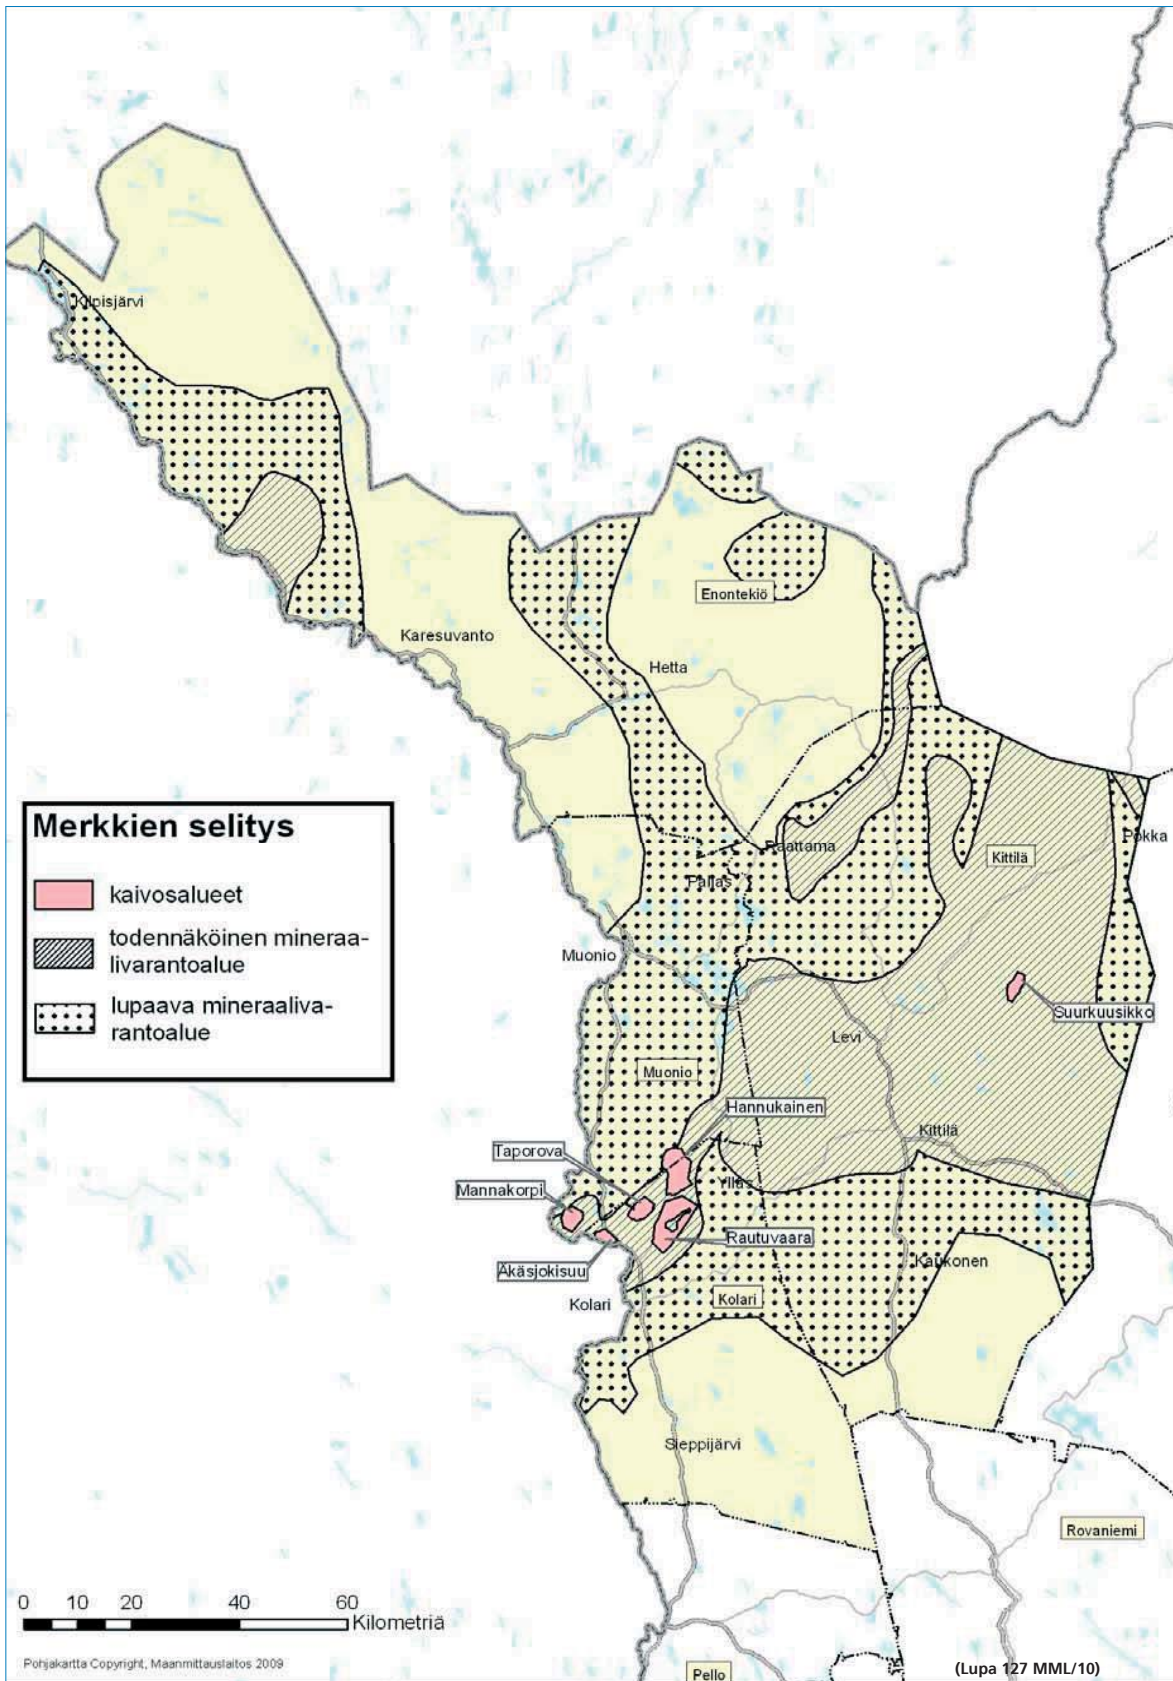 Kilpisjärvi
Enontekiö
Karesuvanto
Hetta
Merkkien selitys
kaivosalueet
todennäköinen mineraa-
livarantoalue
lupaava mineraaliva-
rantoalue
Raattama
Pokka
Kittilä
Pallas
Muonio
Suurkuusikko
Levi
Muonio
Hannukainen
Kittilä
Taporova
Ylläs
Mannakorpi
Rautuvaara
Äkäsjokisuu
Kaukonen
Kolari
Kolari
Sieppijärvi
Rovaniemi
0 10 20 40 60
Kilometriä
Pohjakartta Copyright, Maanmittauslaitos 2009
Pello
(Lupa 127 MML/10)